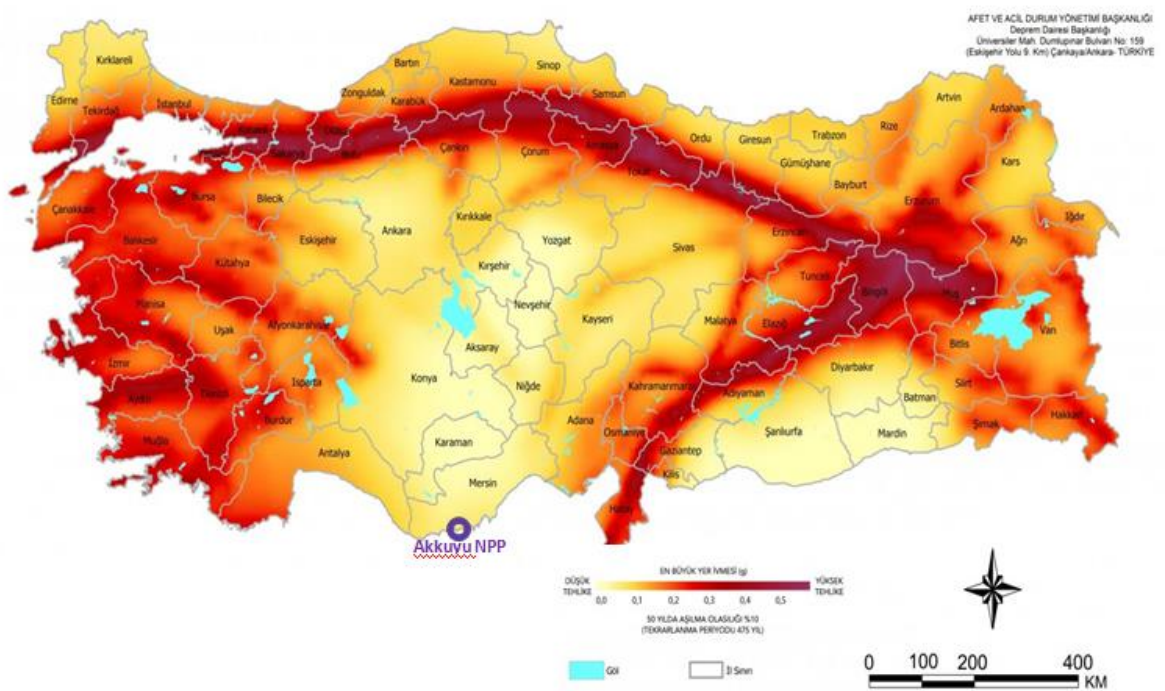 AFET VE ACİL DURUM YÖNETİMİ BAŞKANLIĞI
Deprem Dairesi Başkanlığı
Üniversiler Mah. Dumlupınar Bulvarı No: 159
(Eskişehir Yolu 9. Km) Çankaya/Ankara- TÜRKİYE
Kırklareli
Edirne
Tekirdağ
İstanbul
Zonguldak
Bartın
Karabük
Kastamonu
Sinop
Samsun
Ordu
Giresun
Trabzon
Rize
Artvin
Ardahan
Kars
Gümüşhane
Bayburt
Erzurum
Iğdır
Ağrı
Kocaeli
Sakarya
Bolu
Çankırı
Çorum
Amasya
Tokat
Çanakkale
Bursa
Bilecik
Balıkesir
Kütahya
Eskişehir
Ankara
Kırıkkale
Yozgat
Sivas
Erzincan
Tunceli
Bingöl
Muş
Kırşehir
Nevşehir
Kayseri
Malatya
Elazığ
Van
Bitlis
Manisa
Uşak
Afyonkarahisar
Aksaray
Konya
Niğde
Kahramanmaraş
Adıyaman
Diyarbakır
Batman
Siirt
Şırnak
Hakkari
İzmir
Aydın
Denizli
Isparta
Burdur
Muğla
Antalya
Karaman
Mersin
Adana
Osmaniye
Gaziantep
Kilis
Hatay
Şanlıurfa
Mardin
Akkuyu NPP
EN BÜYÜK YER İVMESİ (g)
DÜŞÜK
TEHLİKE
YÜKSEK
TEHLİKE
0,0 0,1 0,2 0,3 0,4 0,5
50 YILDA AŞILMA OLASILIĞI %10
(TEKRARLANMA PERİYODU 475 YIL)
Göl
İl Sınırı
0 100 200 400
KM